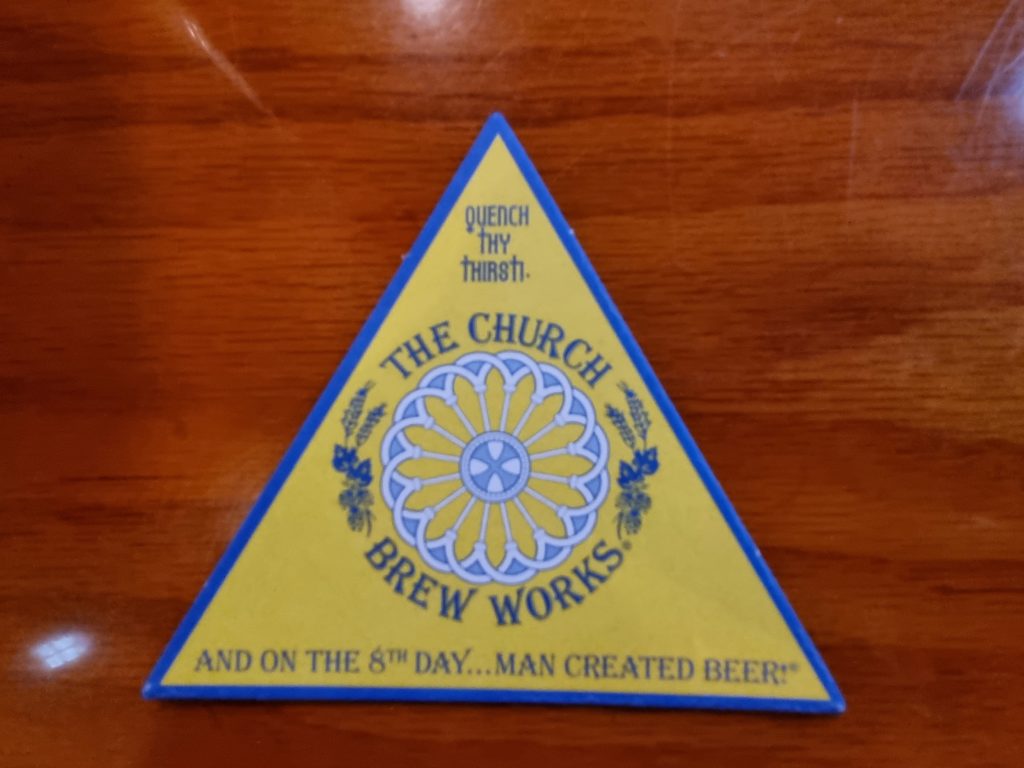 QUENCH
THY
THIRST!
THE CHURCH
BREW WORKS®
AND ON THE 8TH DAY...MAN CREATED BEER!®